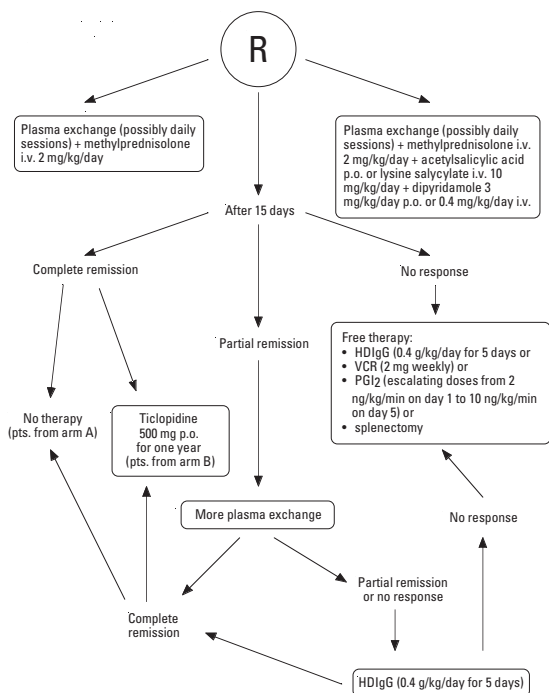 R
Plasma exchange (possibly daily
sessions) + methylprednisolone
i.v. 2 mg/kg/day
Plasma exchange (possibly daily
sessions) + methylprednisolone i.v.
2 mg/kg/day + acetylsalicylic acid
p.o. or lysine salycylate i.v. 10
mg/kg/day + dipyridamole 3
mg/kg/day p.o. or 0.4 mg/kg/day i.v.
After 15 days
Complete remission
No response
Partial remission
Free therapy:
• HDIgG (0.4 g/kg/day for 5 days or
• VCR (2 mg weekly) or
• PGI2 (escalating doses from 2
ng/kg/min on day 1 to 10 ng/kg/min
on day 5) or
• splenectomy
No therapy
(pts. from arm A)
Ticlopidine
500 mg p.o.
for one year
(pts. from arm B)
More plasma exchange
No response
Partial remission
or no response
Complete
remission
HDIgG (0.4 g/kg/day for 5 days)